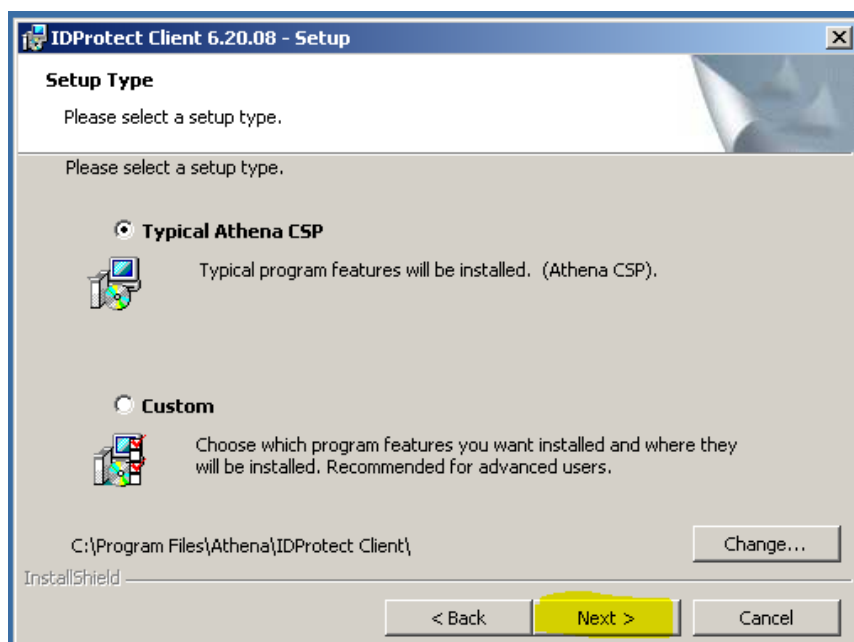 IDProtect Client 6.20.08 - Setup
Setup Type
Please select a setup type.
Please select a setup type.
Typical Athena CSP
Typical program features will be installed. (Athena CSP).
Custom
Choose which program features you want installed and where they
will be installed. Recommended for advanced users.
C:\Program Files\Athena\IDProtect Client\
Change...
InstallShield
< Back
Next >
Cancel